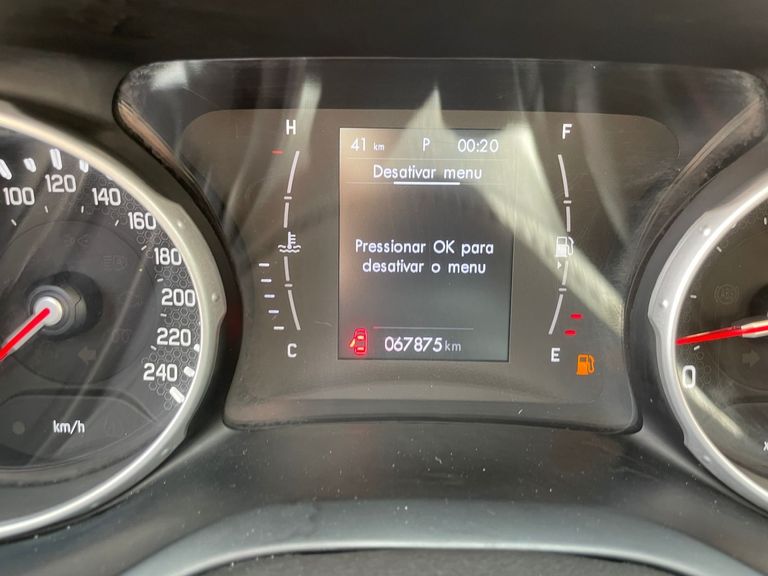 H
F
41 km P 00:20
Desativar menu
Pressionar OK para
desativar o menu
067875 km
C
E
100
120
140
160
180
200
220
240
km/h
0